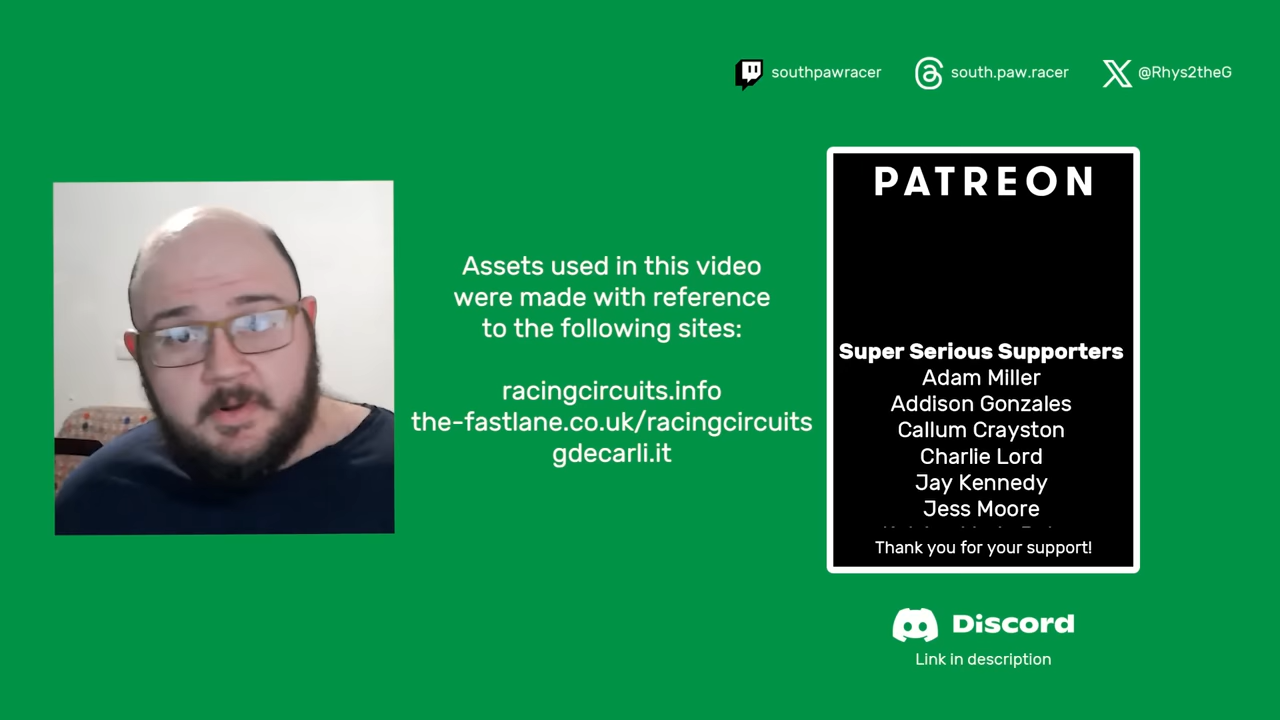 southpawracer
south.paw.racer
@Rhys2theG
Assets used in this video
were made with reference
to the following sites:
racingcircuits.info
the-fastlane.co.uk/racingcircuits
gdecarli.it
PATREON
Super Serious Supporters
Adam Miller
Addison Gonzales
Callum Crayston
Charlie Lord
Jay Kennedy
Jess Moore
Thank you for your support!
Discord
Link in description